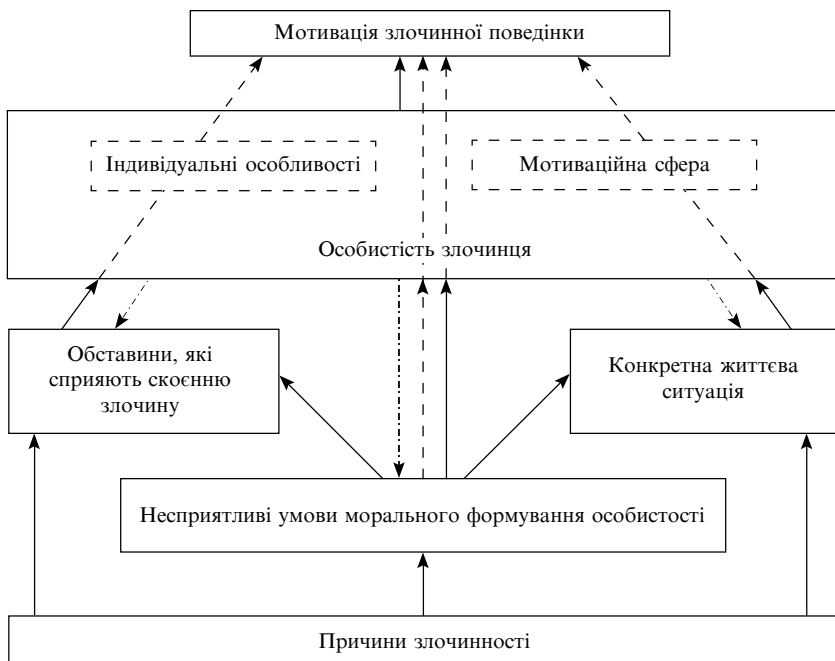 Мотивація злочинної поведінки
Індивідуальні особливості
Мотиваційна сфера
Особистість злочинця
Обставини, які
сприяють скоєнню
злочину
Конкретна життєва
ситуація
Несприятливі умови морального формування особистості
Причини злочинності